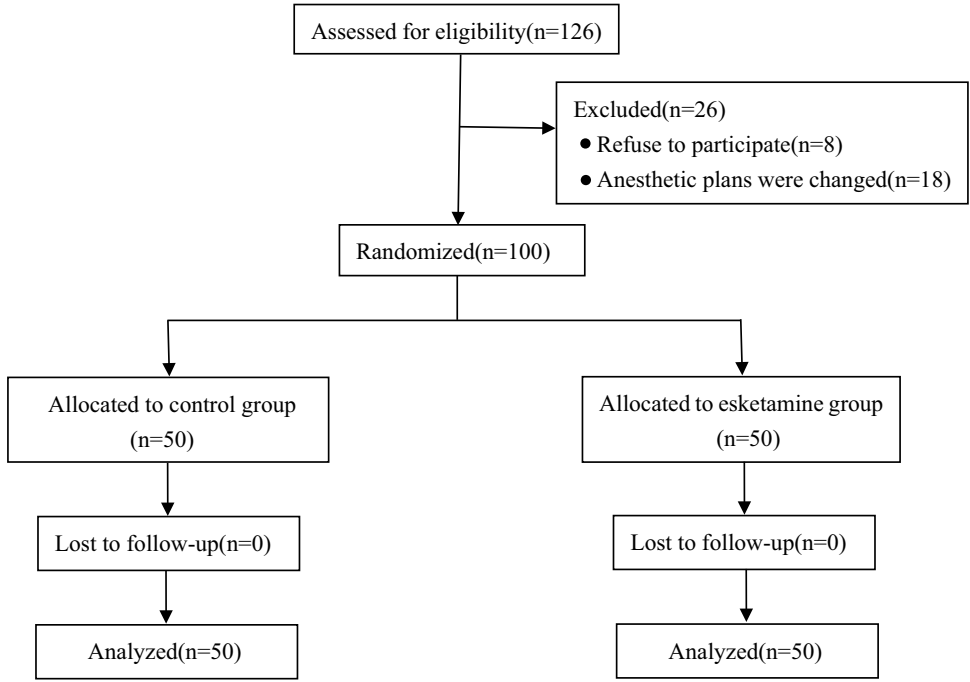 Assessed for eligibility(n=126)
Excluded(n=26)
● Refuse to participate(n=8)
● Anesthetic plans were changed(n=18)
Randomized(n=100)
Allocated to control group
(n=50)
Allocated to esketamine group
(n=50)
Lost to follow-up(n=0)
Lost to follow-up(n=0)
Analyzed(n=50)
Analyzed(n=50)